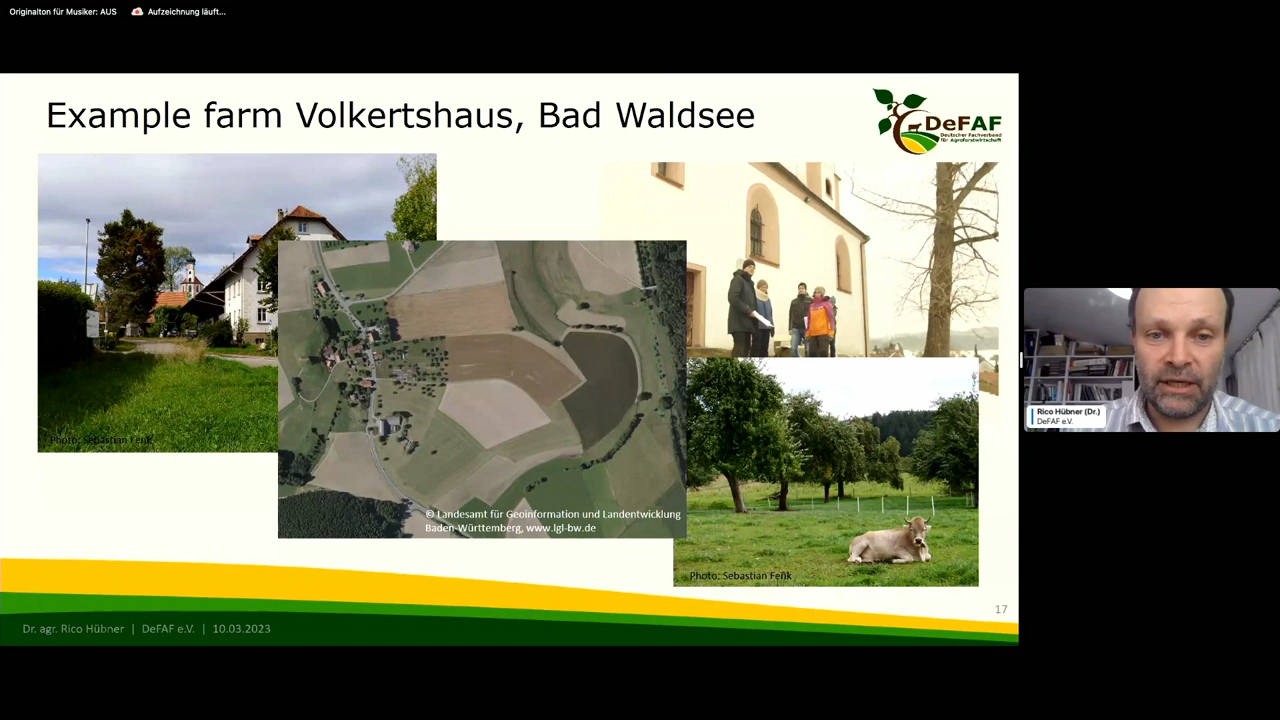 Originalton für Musiker: AUS
Aufzeichnung läuft...
Example farm Volkertshaus, Bad Waldsee
DeFAF
Deutscher Fachverband
für Agroforstwirtschaft
Photo: Sebastian Fenk
© Landesamt für Geoinformation und Landentwicklung
Baden-Württemberg, www.lgl-bw.de
Photo: Sebastian Fenk
Rico Hübner (Dr.)
DeFAF e.V.
17
Dr. agr. Rico Hübner | DeFAF e.V. | 10.03.2023